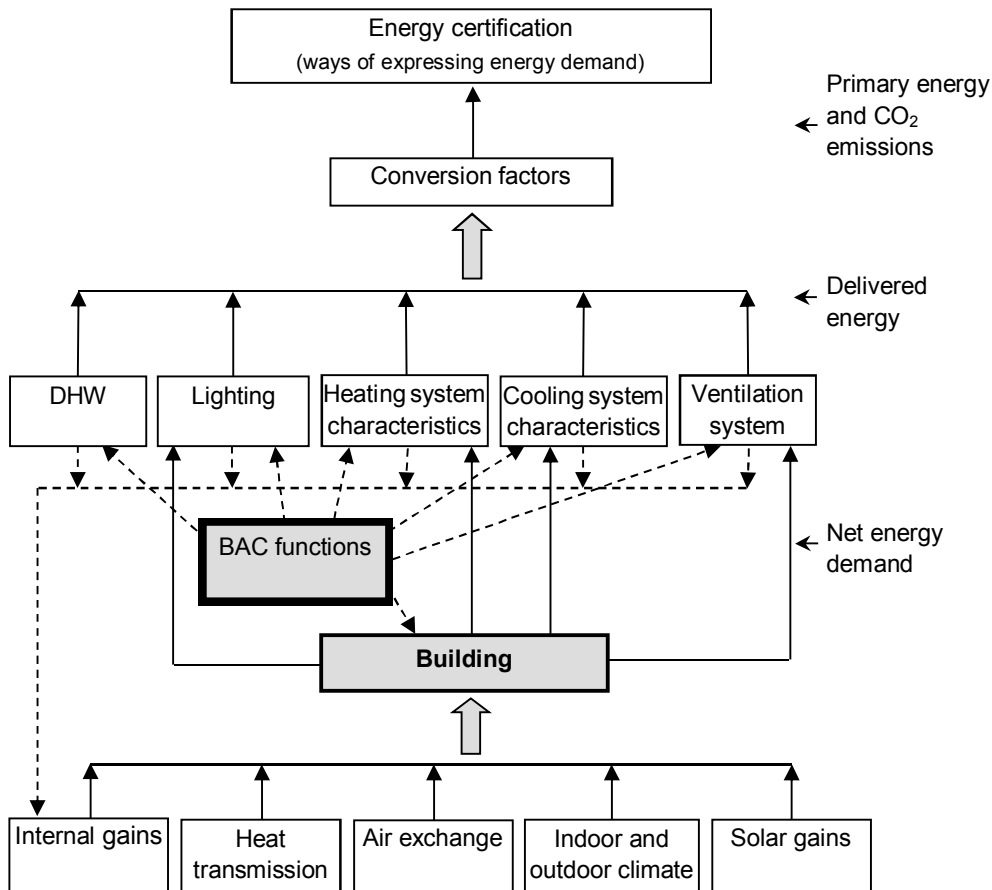 Energy certification
(ways of expressing energy demand)
Primary energy
and CO₂
emissions
Conversion factors
Delivered
energy
DHW
Lighting
Heating system
characteristics
Cooling system
characteristics
Ventilation
system
BAC functions
Net energy
demand
Building
Internal gains
Heat
transmission
Air exchange
Indoor and
outdoor climate
Solar gains